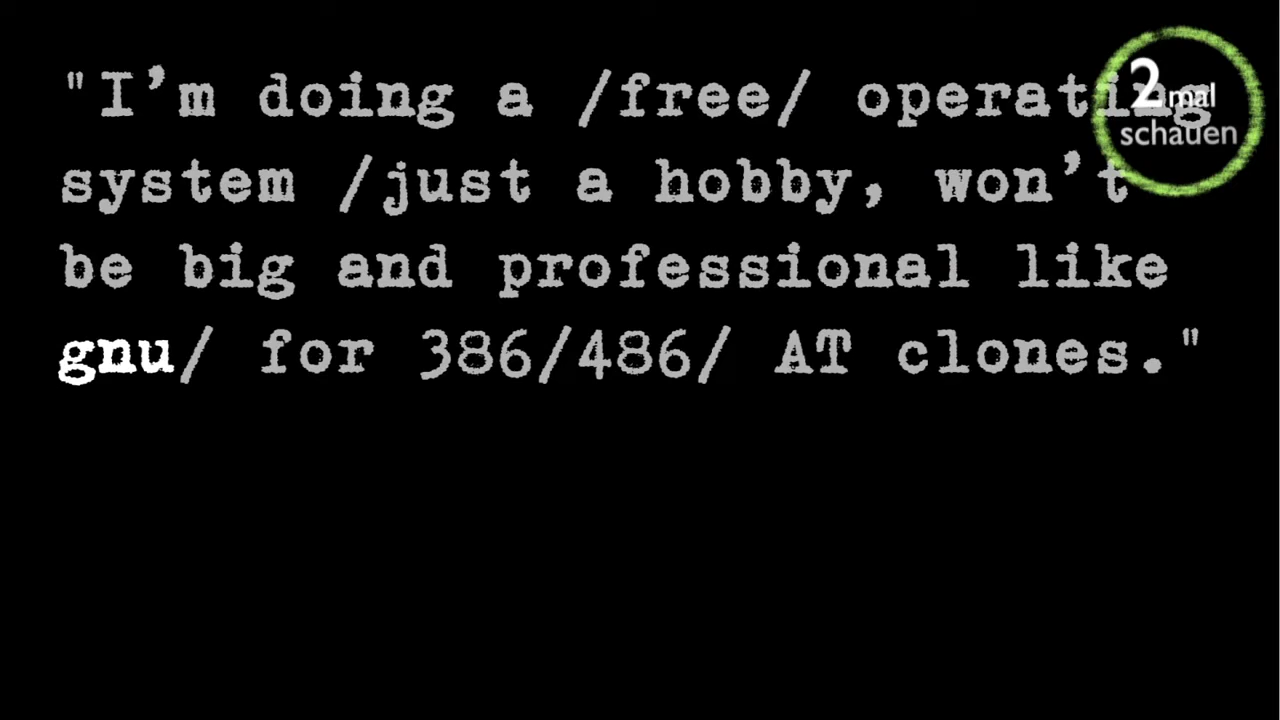 "I'm doing a /free/ operating
system /just a hobby, won't
be big and professional like
gnu/ for 386/486/ AT clones."
2mal
schauen